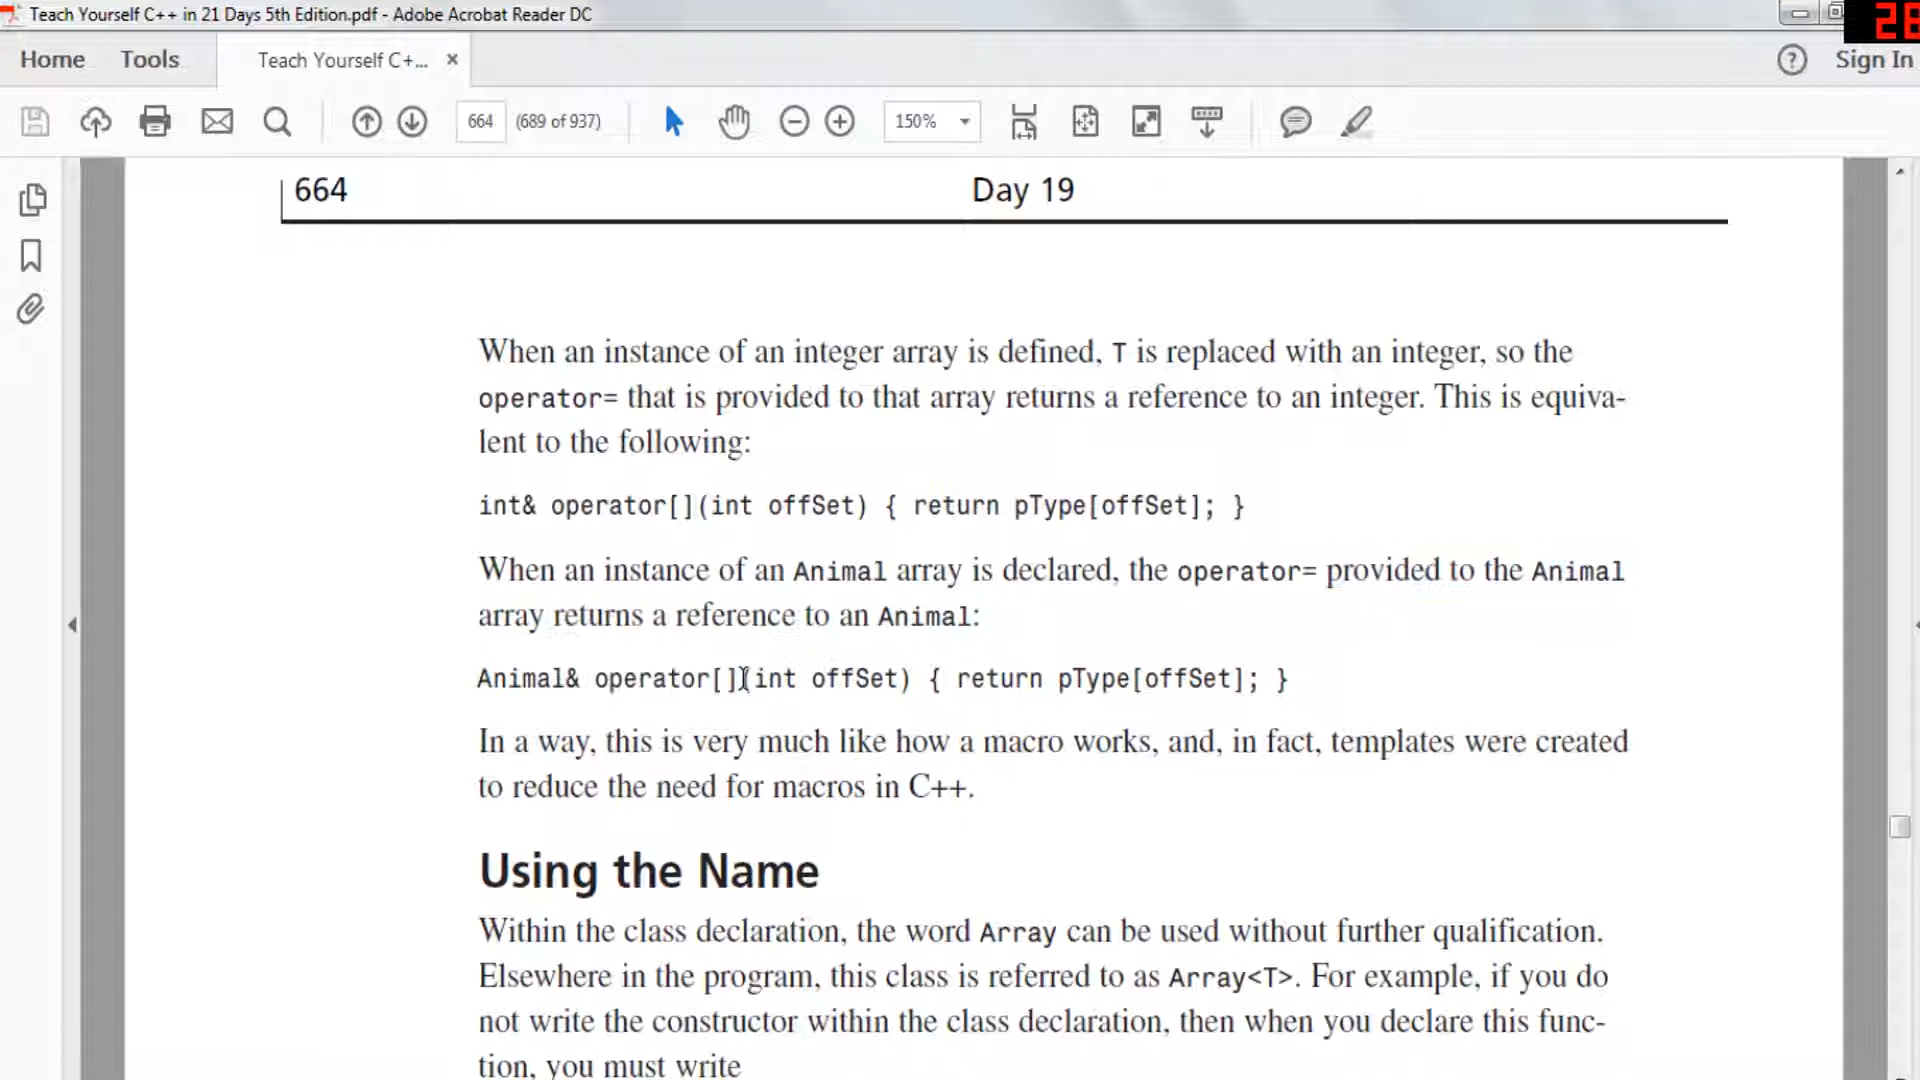 Teach Yourself C++ in 21 Days 5th Edition.pdf - Adobe Acrobat Reader DC
28
Home Tools Teach Yourself C+... × ? Sign In
664 (689 of 937) 150%
664 Day 19
When an instance of an integer array is defined, T is replaced with an integer, so the
operator= that is provided to that array returns a reference to an integer. This is equiva-
lent to the following:
int& operator[](int offSet) { return pType[offSet]; }
When an instance of an Animal array is declared, the operator= provided to the Animal
array returns a reference to an Animal:
Animal& operator[](int offSet) { return pType[offSet]; }
In a way, this is very much like how a macro works, and, in fact, templates were created
to reduce the need for macros in C++.
Using the Name
Within the class declaration, the word Array can be used without further qualification.
Elsewhere in the program, this class is referred to as Array<T>. For example, if you do
not write the constructor within the class declaration, then when you declare this func-
tion, you must write